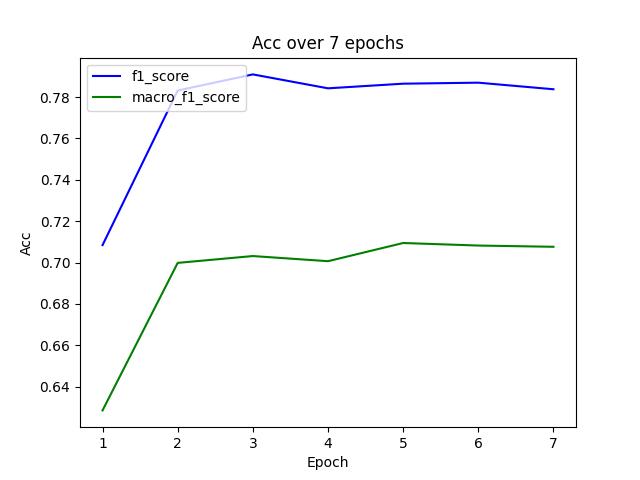 Acc over 7 epochs
f1_score
macro_f1_score
0.78
0.76
0.74
0.72
0.70
0.68
0.66
0.64
Acc
1 2 3 4 5 6 7
Epoch